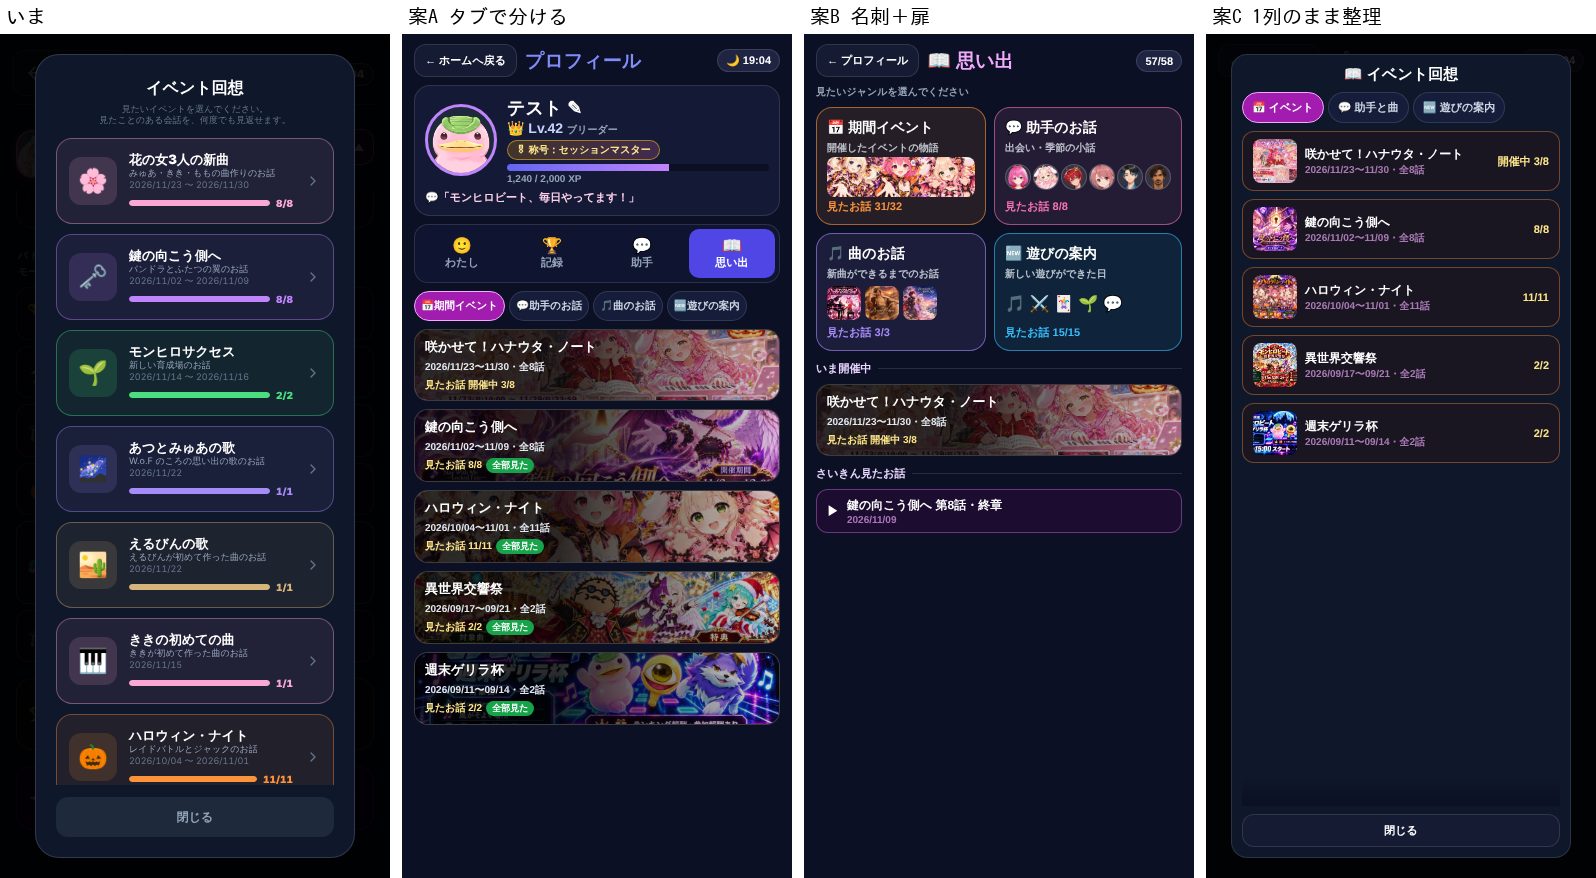 いま
イベント回想
見たいイベントを選んでください。
見たことのある会話を、何度でも見返せます。
花の女3人の新曲
みゅあ・きき・ももの曲作りのお話
2026/11/23 〜 2026/11/30
8/8
鍵の向こう側へ
パンドラとふたつの翼のお話
2026/11/02 〜 2026/11/09
8/8
モンヒロサクセス
新しい育成場のお話
2026/11/14 〜 2026/11/16
2/2
あつとみゅあの歌
W.o.F のころの思い出の歌のお話
2026/11/22
1/1
えるびんの歌
えるびんが初めて作った曲のお話
2026/11/22
1/1
ききの初めての曲
ききが初めて作った曲のお話
2026/11/15
1/1
ハロウィン・ナイト
レイドバトルとジャックのお話
2026/10/04 〜 2026/11/01
11/11
閉じる
案A タブで分ける
← ホームへ戻る
プロフィール
🌙 19:04
テスト ✎
👑 Lv.42 ブリーダー
🎖 称号：セッションマスター
1,240 / 2,000 XP
💬「モンヒロビート、毎日やってます！」
わたし
記録
助手
思い出
📅期間イベント
💬助手のお話
🎵曲のお話
🆕遊びの案内
咲かせて！ハナウタ・ノート
2026/11/23〜11/30・全8話
見たお話 開催中 3/8
鍵の向こう側へ
2026/11/02〜11/09・全8話
見たお話 8/8 全部見た
開催期間
ハロウィン・ナイト
2026/10/04〜11/01・全11話
見たお話 11/11 全部見た
異世界交響祭
2026/09/17〜09/21・全2話
見たお話 2/2 全部見た
特典
週末ゲリラ杯
2026/09/11〜09/14・全2話
見たお話 2/2 全部見た
案B 名刺＋扉
← プロフィール
📖 思い出
57/58
見たいジャンルを選んでください
📅 期間イベント
開催したイベントの物語
見たお話 31/32
💬 助手のお話
出会い・季節の小話
見たお話 8/8
🎵 曲のお話
新曲ができるまでのお話
見たお話 3/3
🆕 遊びの案内
新しい遊びができた日
見たお話 15/15
いま開催中
咲かせて！ハナウタ・ノート
2026/11/23〜11/30・全8話
見たお話 開催中 3/8
さいきん見たお話
▶ 鍵の向こう側へ 第8話・終章
2026/11/09
案C 1列のまま整理
📖 イベント回想
📅 イベント
💬 助手と曲
🆕 遊びの案内
咲かせて！ハナウタ・ノート
2026/11/23〜11/30・全8話
開催中 3/8
鍵の向こう側へ
2026/11/02〜11/09・全8話
8/8
ハロウィン・ナイト
2026/10/04〜11/01・全11話
11/11
異世界交響祭
2026/09/17〜09/21・全2話
2/2
週末ゲリラ杯
2026/09/11〜09/14・全2話
2/2
15:00 スタート
閉じる